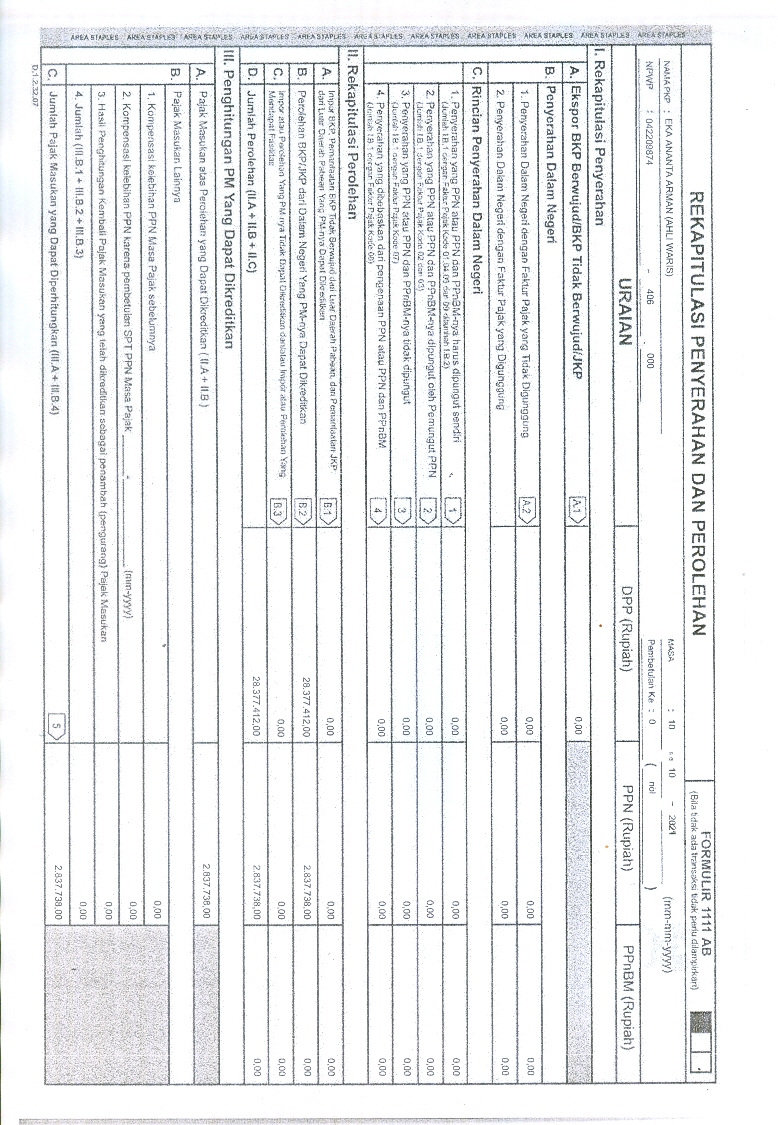 AREA STAPLES AREA STAPLES AREA STAPLES AREA STAPLES AREA STAPLES AREA STAPLES AREA STAPLES AREA STAPLES AREA STAPLES AREA STAPLES AREA STAPLES
REKAPITULASI PENYERAHAN DAN PEROLEHAN
FORMULIR 1111 AB
(Bila tidak ada transaksi tidak perlu dilampirkan)
NAMA PKP : EKA ANANTA ARMAN (AHLI WARIS)
MASA : 10 s.d 10 - 2021 (mm-mm-yyyy)
NPWP : 042209874 - 406 . 000
Pembetulan Ke : 0 ( nol )
URAIAN DPP (Rupiah) PPN (Rupiah) PPnBM (Rupiah)
I. Rekapitulasi Penyerahan
A. Ekspor BKP Berwujud/BKP Tidak Berwujud/JKP A.1 0,00
B. Penyerahan Dalam Negeri
1. Penyerahan Dalam Negeri dengan Faktur Pajak yang Tidak Digunggung A.2 0,00 0,00 0,00
2. Penyerahan Dalam Negeri dengan Faktur Pajak yang Digunggung 0,00 0,00 0,00
C. Rincian Penyerahan Dalam Negeri
1. Penyerahan yang PPN atau PPN dan PPnBM-nya harus dipungut sendiri 1 0,00 0,00 0,00
(Jumlah I.B.1 dengan Faktur Pajak Kode 01,04,05 dan 09 ditambah I.B.2)
2. Penyerahan yang PPN atau PPN dan PPnBM-nya dipungut oleh Pemungut PPN 2 0,00 0,00 0,00
(Jumlah I.B.1 dengan Faktur Pajak Kode 02 dan 03)
3. Penyerahan yang PPN atau PPN dan PPnBM-nya tidak dipungut 3 0,00 0,00 0,00
(Jumlah I.B.1 dengan Faktur Pajak Kode 07)
4. Penyerahan yang dibebaskan dari pengenaan PPN atau PPN dan PPnBM 4 0,00 0,00 0,00
(Jumlah I.B.1 dengan Faktur Pajak Kode 08)
II. Rekapitulasi Perolehan
A. Impor BKP, Pemanfaatan BKP Tidak Berwujud dari Luar Daerah Pabean, dan Pemanfaatan JKP
dari Luar Daerah Pabean Yang PM-nya Dapat Dikreditkan B.1 0,00 0,00 0,00
B. Perolehan BKP/JKP dari Dalam Negeri Yang PM-nya Dapat Dikreditkan B.2 28.377.412,00 2.837.738,00 0,00
C. Impor atau Perolehan Yang PM-nya Tidak Dapat Dikreditkan dan/atau Impor atau Perolehan Yang
Mendapat Fasilitas B.3 0,00 0,00 0,00
D. Jumlah Perolehan (II.A + II.B + II.C) 28.377.412,00 2.837.738,00 0,00
III. Penghitungan PM Yang Dapat Dikreditkan
A. Pajak Masukan atas Perolehan yang Dapat Dikreditkan ( II.A + II.B ) 2.837.738,00
B. Pajak Masukan Lainnya
1. Kompensasi kelebihan PPN Masa Pajak sebelumnya 0,00
2. Kompensasi kelebihan PPN karena pembetulan SPT PPN Masa Pajak - (mm-yyyy) 0,00
3. Hasil Penghitungan Kembali Pajak Masukan yang telah dikreditkan sebagai penambah (pengurang) Pajak Masukan 0,00
4. Jumlah (III.B.1 + III.B.2 + III.B.3) 0,00
C. Jumlah Pajak Masukan yang Dapat Diperhitungkan (III.A + III.B.4) 5 2.837.738,00
D.1.2.32.07